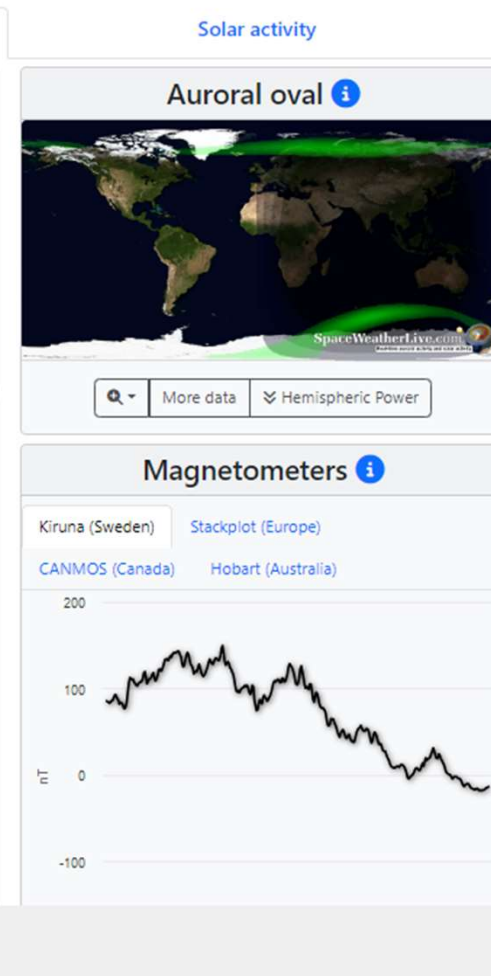 Solar activity
Auroral oval
SpaceWeatherLive.com
More data
Hemispheric Power
Magnetometers
Kiruna (Sweden)
Stackplot (Europe)
CANMOS (Canada)
Hobart (Australia)
200
100
nT
0
-100